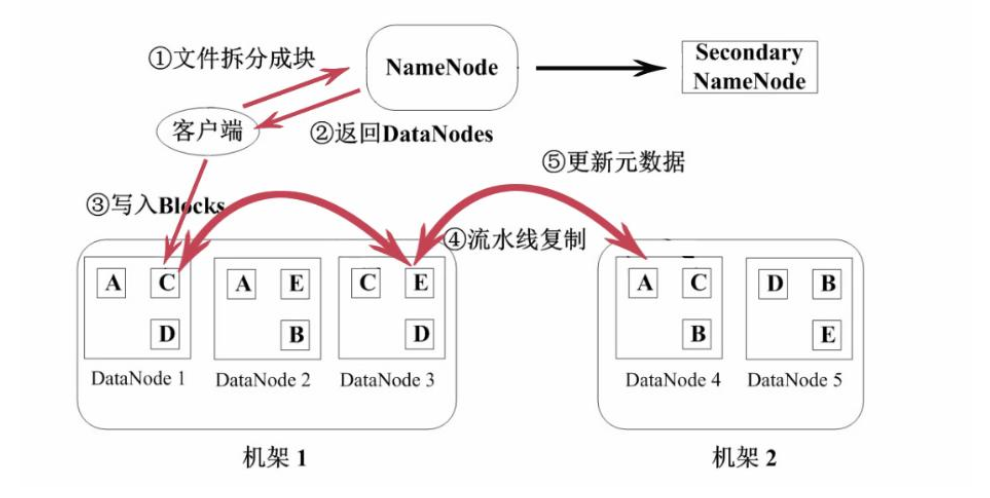 ①文件拆分成块
NameNode
Secondary
NameNode
客户端
②返回DataNodes
⑤更新元数据
③写入Blocks
④流水线复制
A C
D
DataNode 1
A E
B
DataNode 2
C E
D
DataNode 3
机架 1
A C
B
DataNode 4
D B
E
DataNode 5
机架 2